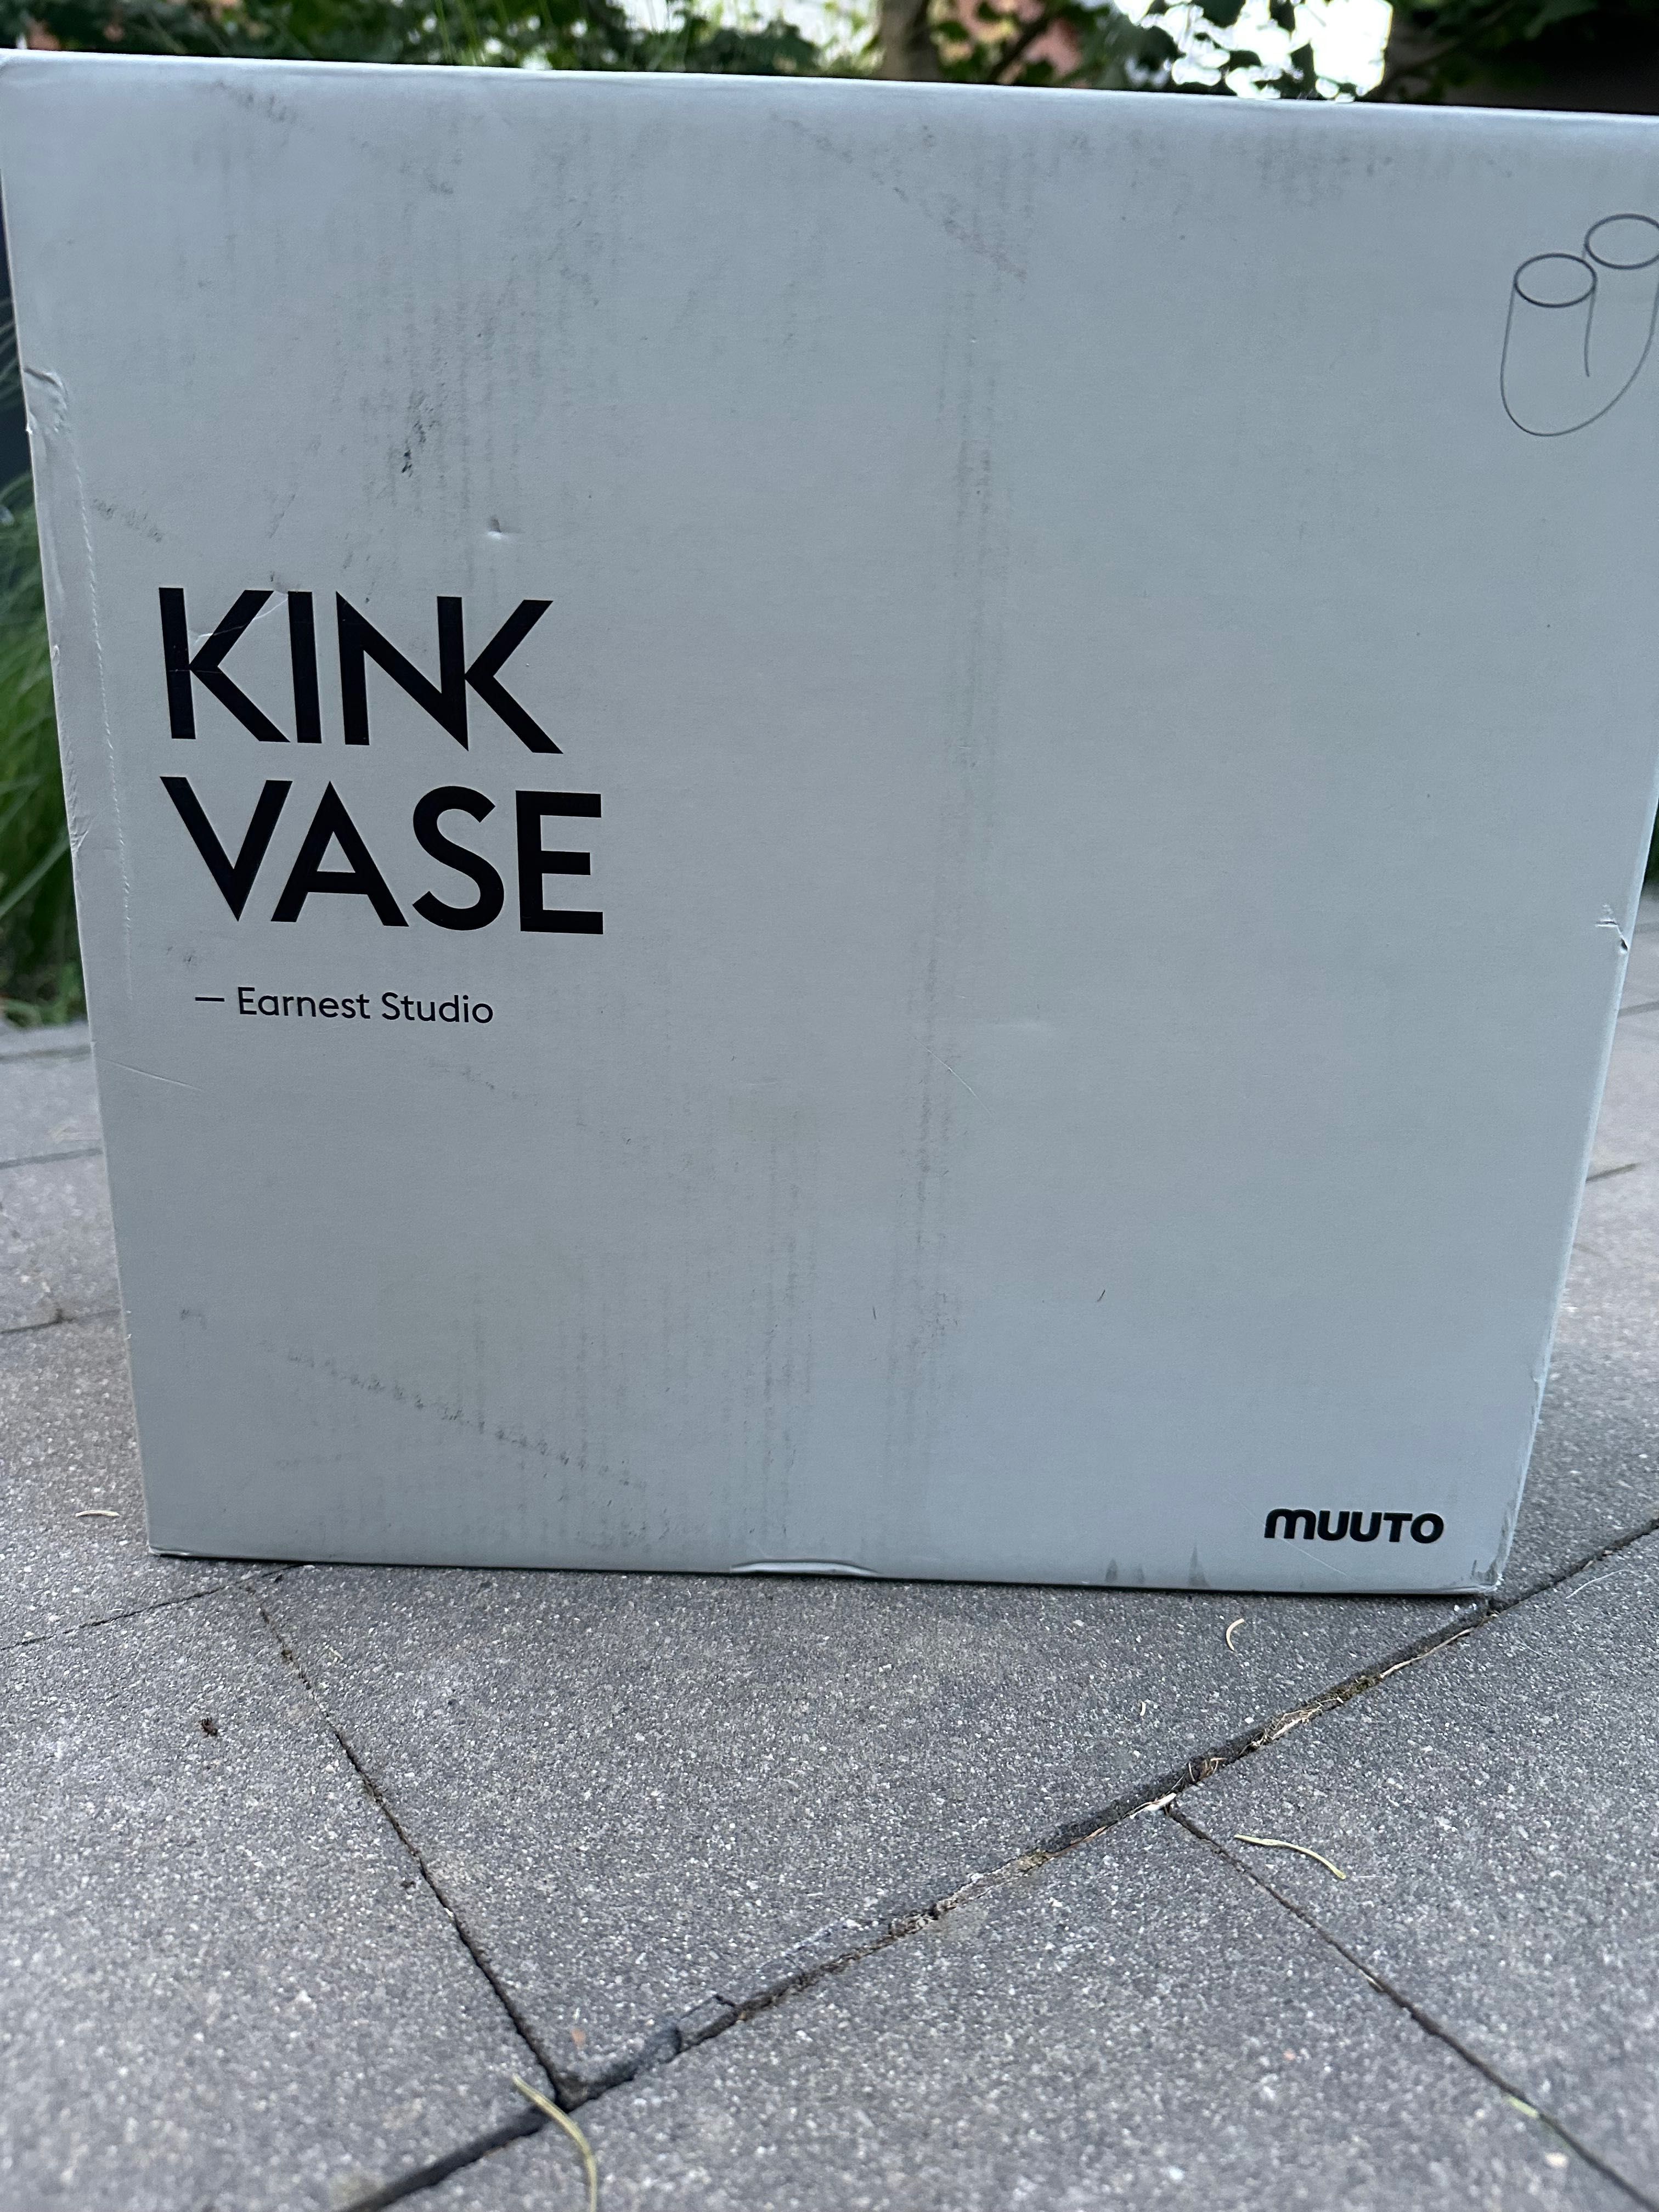 KINK
VASE
— Earnest Studio
MUUTO